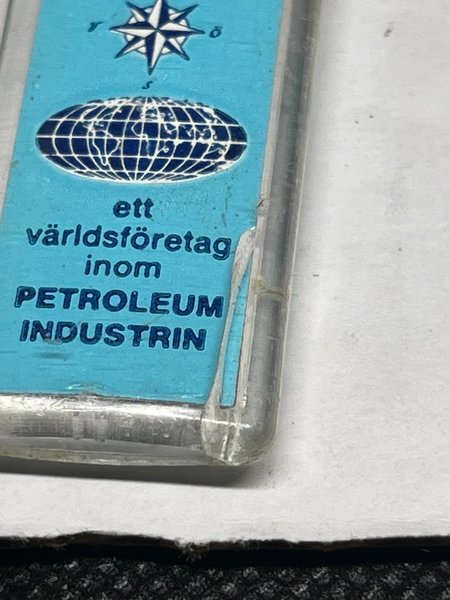 V Ö
S
ett
världsföretag
inom
PETROLEUM
INDUSTRIN